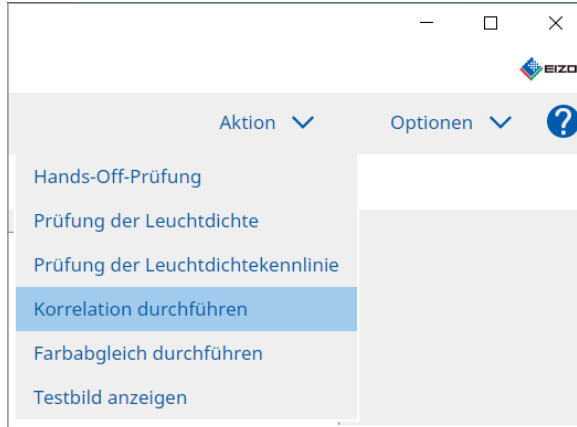 EIZO
Aktion
Optionen
?
Hands-Off-Prüfung
Prüfung der Leuchtdichte
Prüfung der Leuchtdichtekennlinie
Korrelation durchführen
Farbabgleich durchführen
Testbild anzeigen